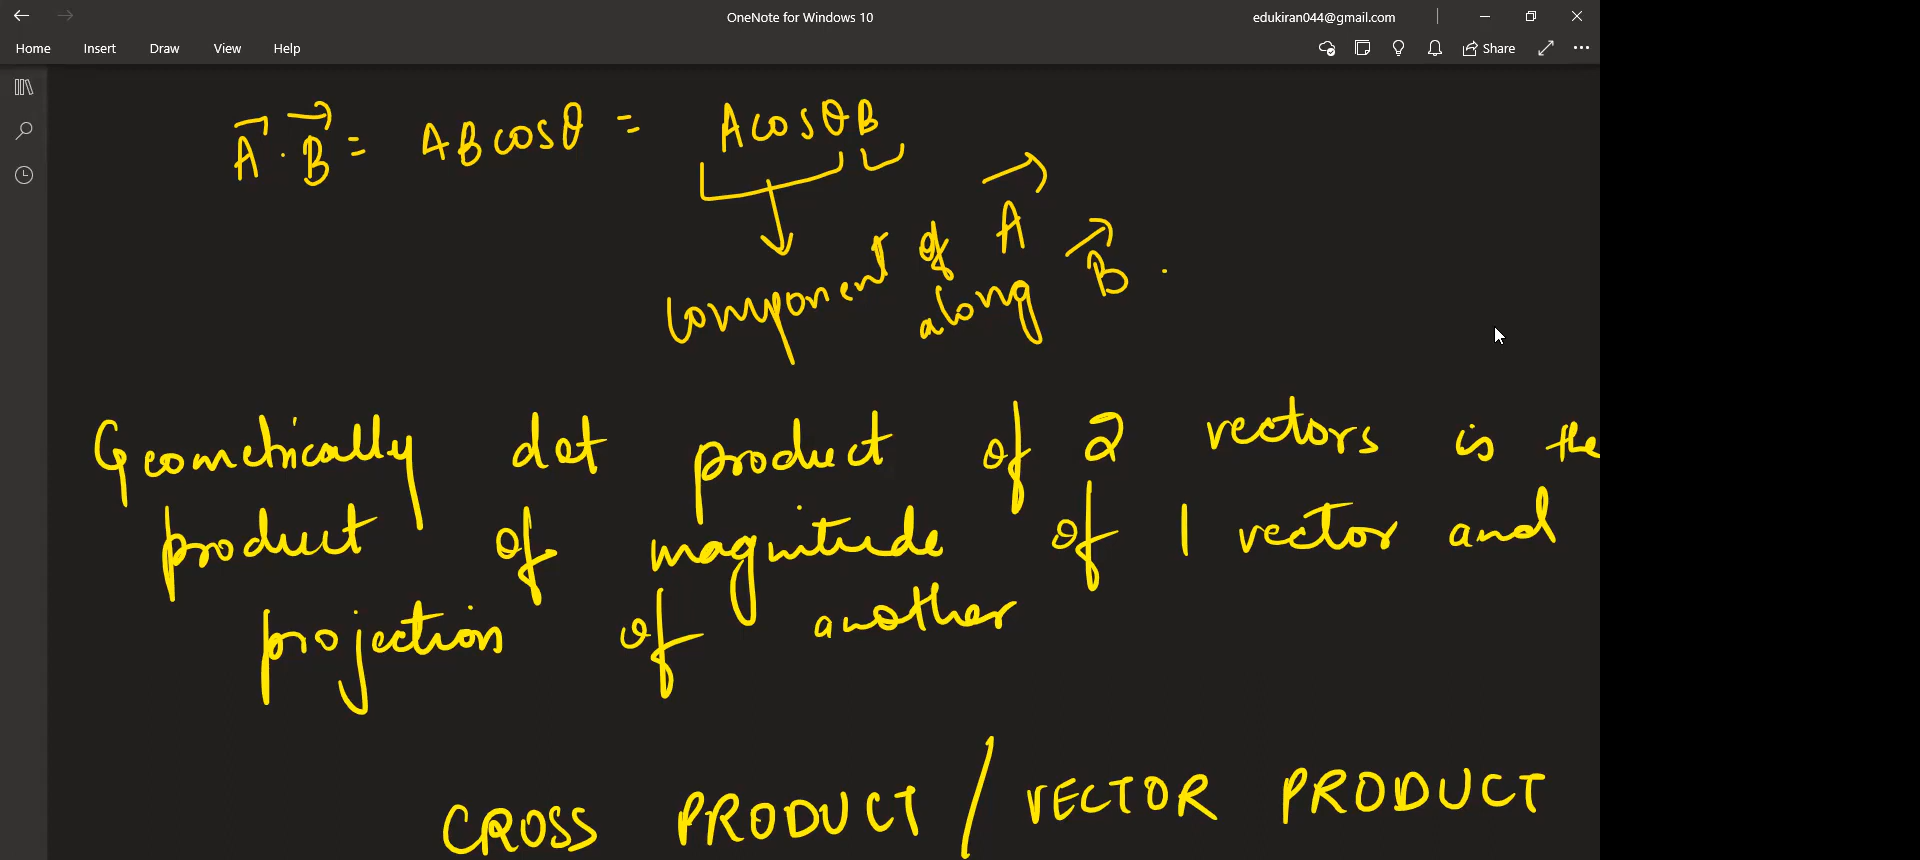 OneNote for Windows 10
edukiran044@gmail.com
Home Insert Draw View Help
Share
A⃗ · B⃗ = AB cosθ = A cosθ B
component of A⃗
along B⃗ .
Geometrically dot product of 2 vectors is the
product of magnitude of 1 vector and
projection of another
CROSS PRODUCT / VECTOR PRODUCT